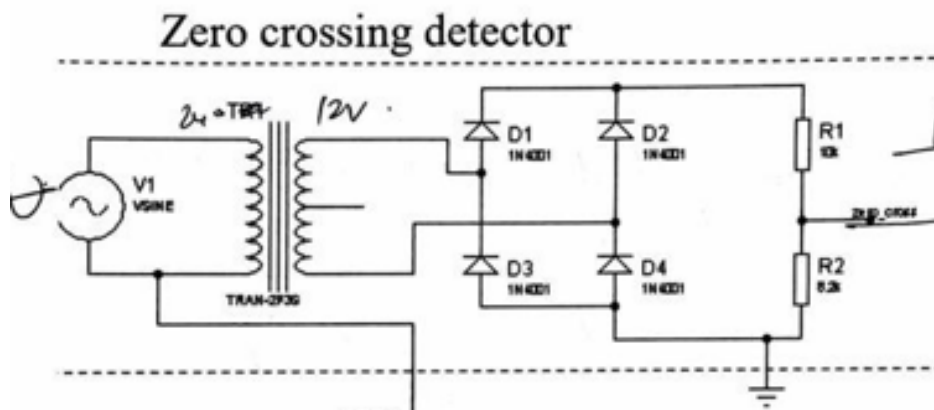 Zero crossing detector
12V
V1
VSINE
TRAN-2P3S
D1
1N4001
D2
1N4001
D3
1N4001
D4
1N4001
R1
10k
ZERO_CROSS
R2
8.2k